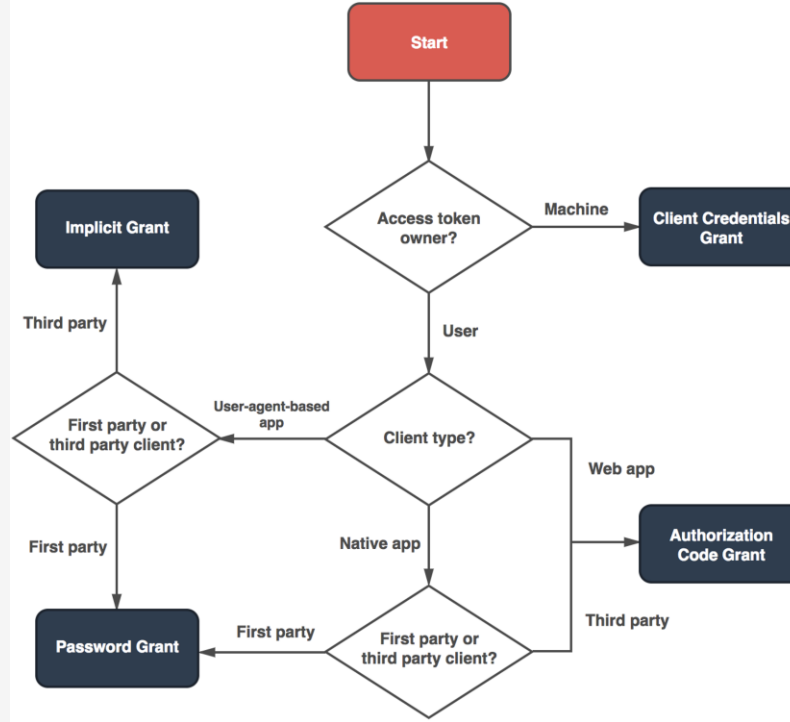 Start
Access token
owner?
Machine
Client Credentials
Grant
Implicit Grant
User
Third party
First party or
third party client?
User-agent-based
app
Client type?
Web app
First party
Native app
Authorization
Code Grant
Password Grant
First party
First party or
third party client?
Third party